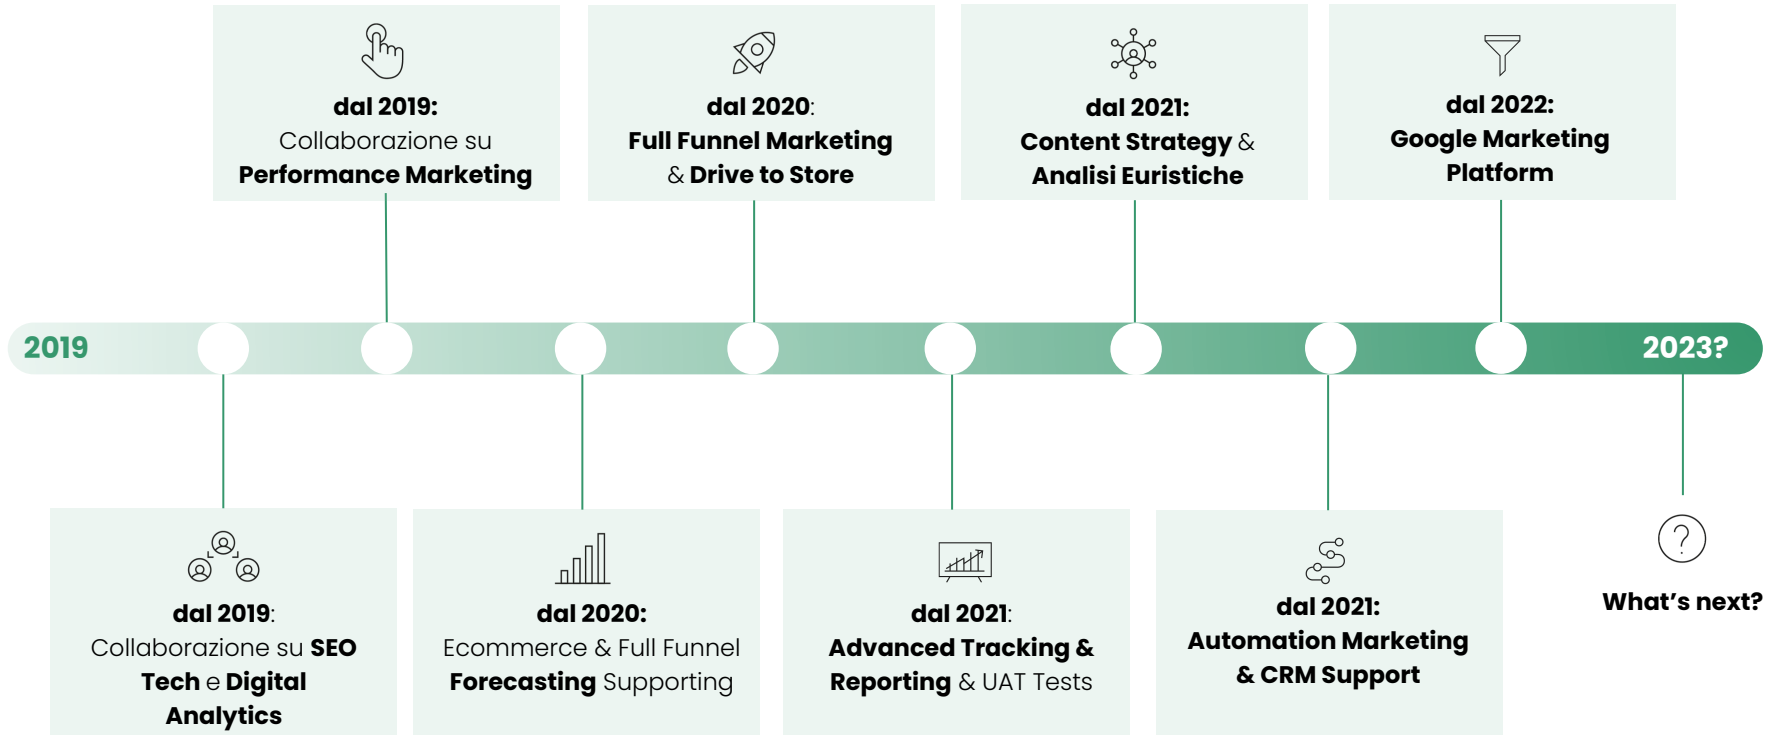 dal 2019:
Collaborazione su
Performance Marketing
dal 2020:
Full Funnel Marketing
& Drive to Store
dal 2021:
Content Strategy &
Analisi Euristiche
dal 2022:
Google Marketing
Platform
2019
2023?
dal 2019:
Collaborazione su SEO
Tech e Digital
Analytics
dal 2020:
Ecommerce & Full Funnel
Forecasting Supporting
dal 2021:
Advanced Tracking &
Reporting & UAT Tests
dal 2021:
Automation Marketing
& CRM Support
What's next?